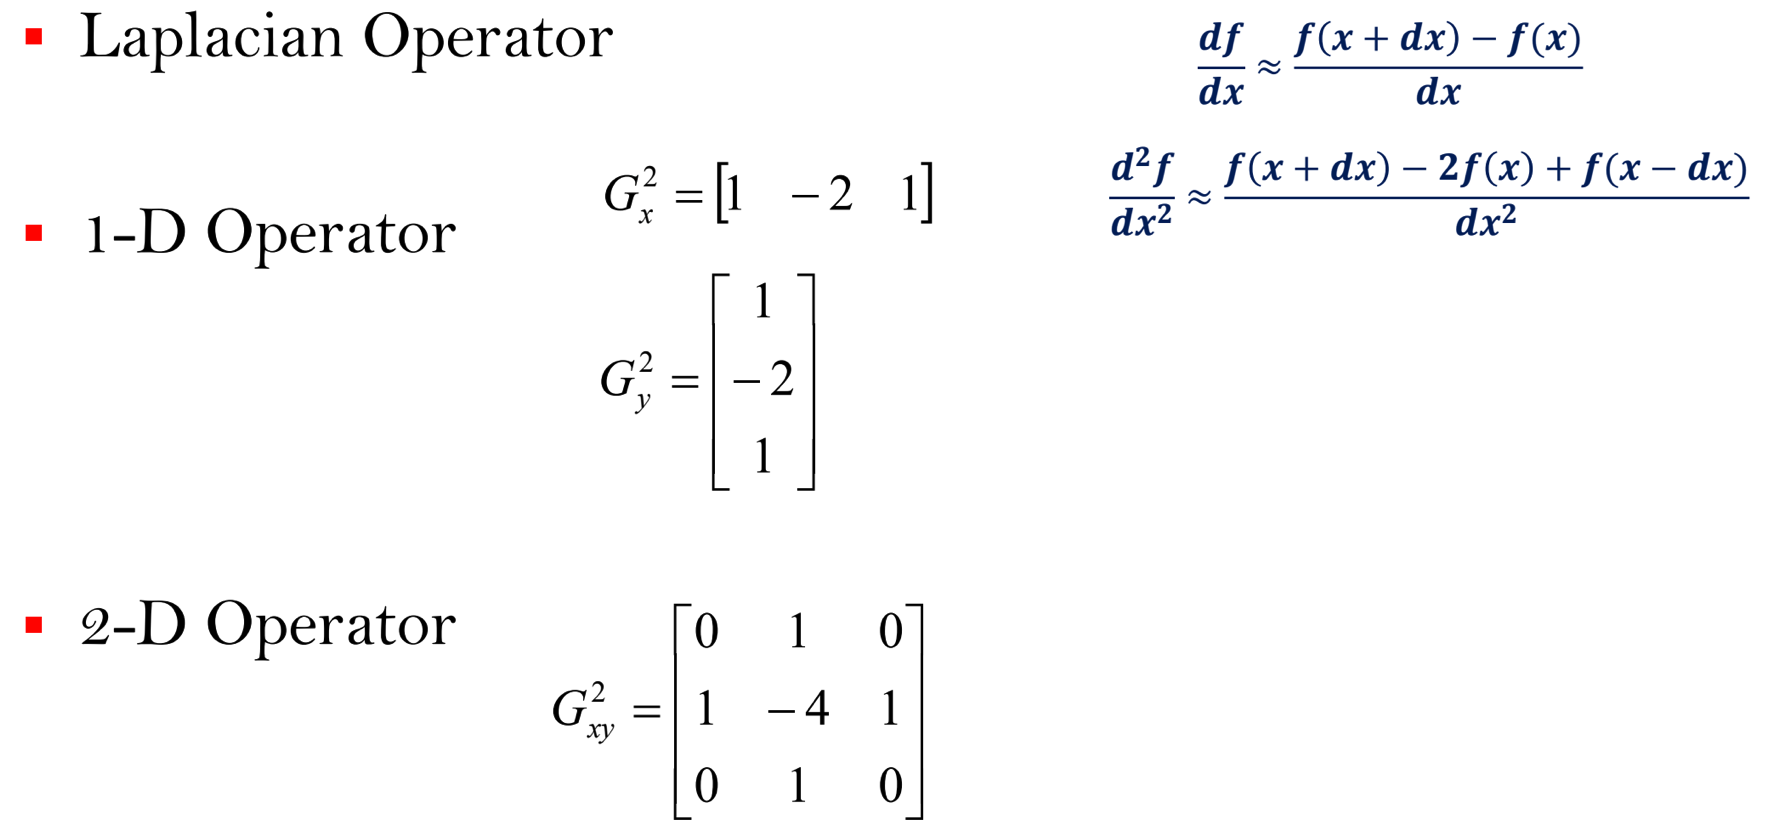 ▪ Laplacian Operator
df/dx ≈ (f(x + dx) − f(x))/dx
▪ 1-D Operator
G_x^2 = [1 −2 1]
d²f/dx² ≈ (f(x + dx) − 2f(x) + f(x − dx))/dx²
G_y^2 = [1
−2
1]
▪ 2-D Operator
G_xy^2 = [0 1 0
1 −4 1
0 1 0]